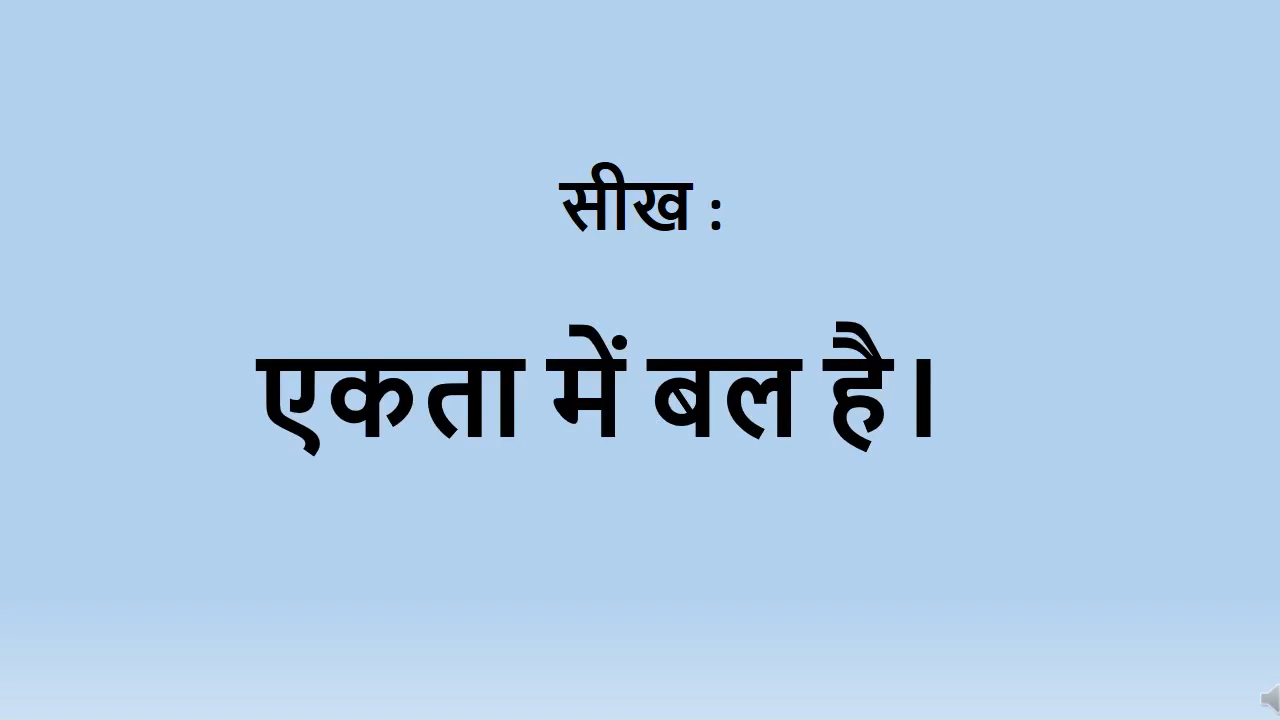 सीख :
एकता में बल है।